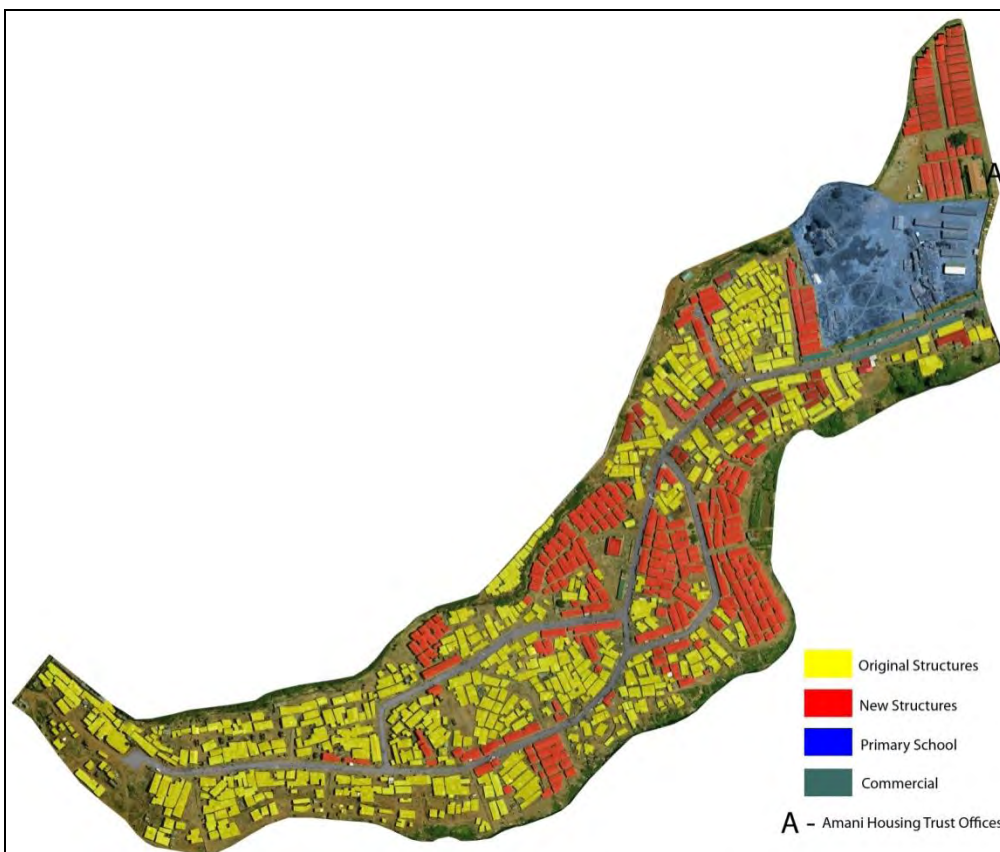 A
Original Structures
New Structures
Primary School
Commercial
A - Amani Housing Trust Offices